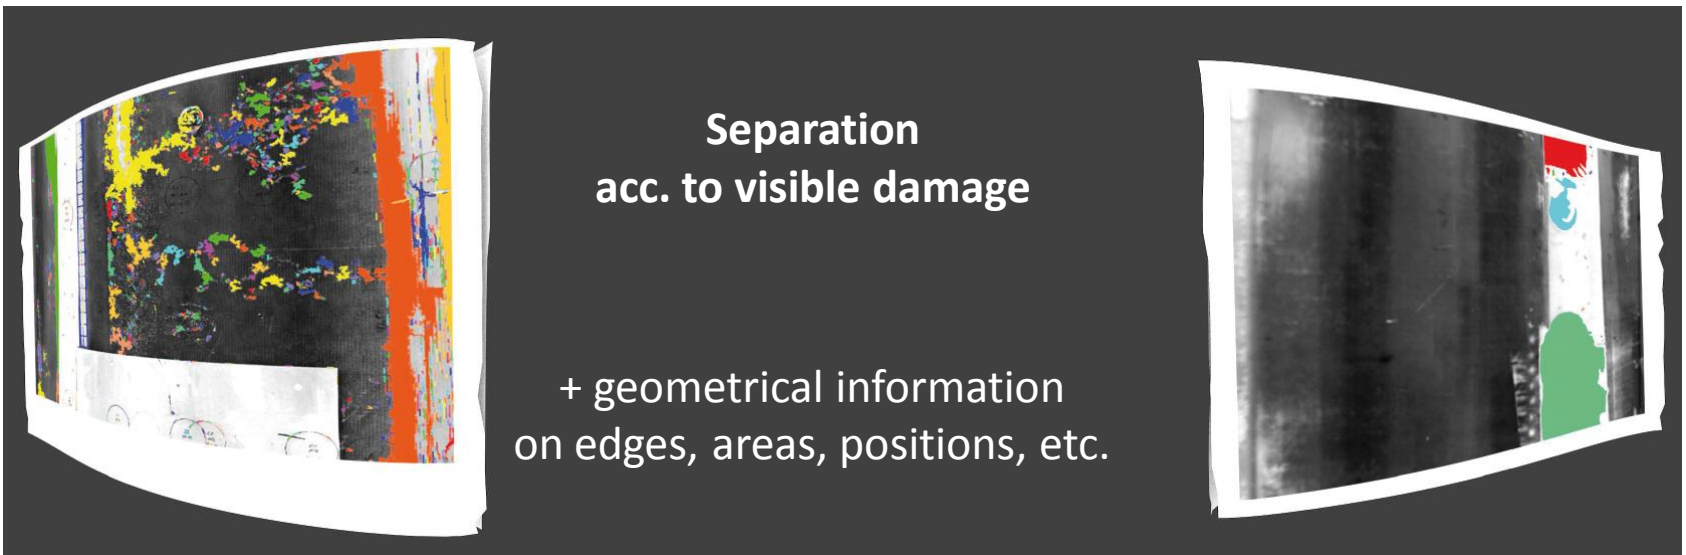 Separation
acc. to visible damage
+ geometrical information
on edges, areas, positions, etc.